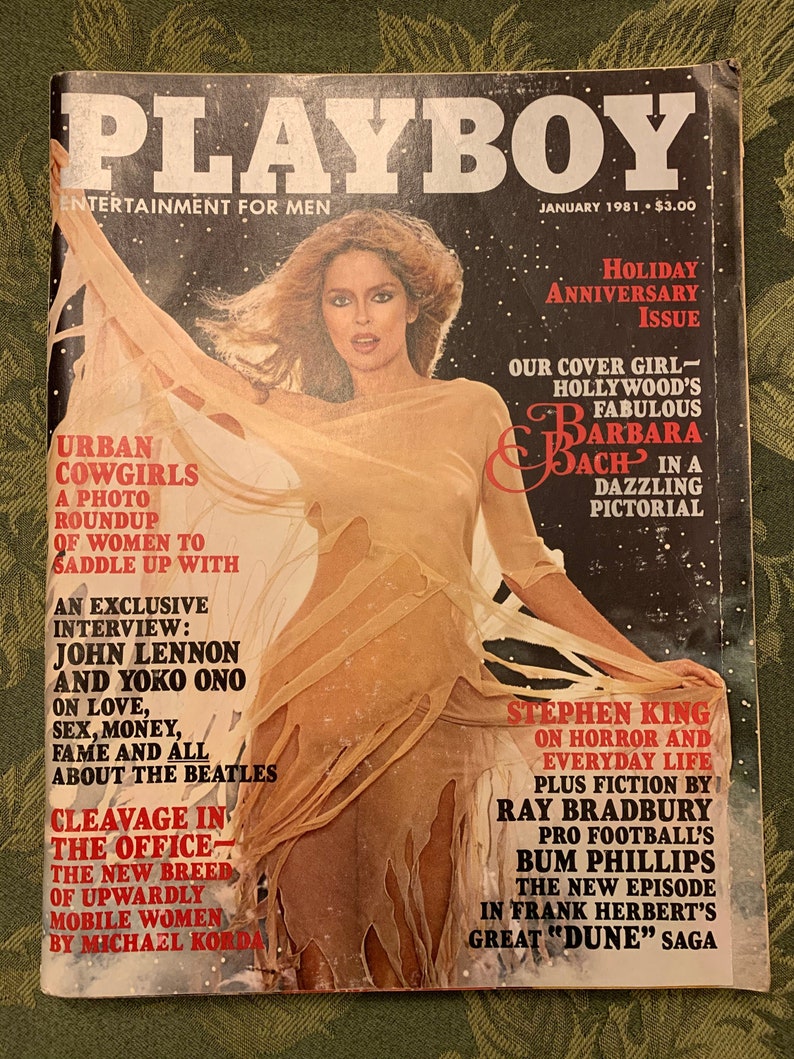 PLAYBOY
ENTERTAINMENT FOR MEN
JANUARY 1981 • $3.00
HOLIDAY
ANNIVERSARY
ISSUE
OUR COVER GIRL—
HOLLYWOOD'S
FABULOUS
BARBARA
BACH IN A
DAZZLING
PICTORIAL
URBAN
COWGIRLS
A PHOTO
ROUNDUP
OF WOMEN TO
SADDLE UP WITH
AN EXCLUSIVE
INTERVIEW:
JOHN LENNON
AND YOKO ONO
ON LOVE,
SEX, MONEY,
FAME AND ALL
ABOUT THE BEATLES
CLEAVAGE IN
THE OFFICE—
THE NEW BREED
OF UPWARDLY
MOBILE WOMEN
BY MICHAEL KORDA
STEPHEN KING
ON HORROR AND
EVERYDAY LIFE
PLUS FICTION BY
RAY BRADBURY
PRO FOOTBALL'S
BUM PHILLIPS
THE NEW EPISODE
IN FRANK HERBERT'S
GREAT "DUNE" SAGA